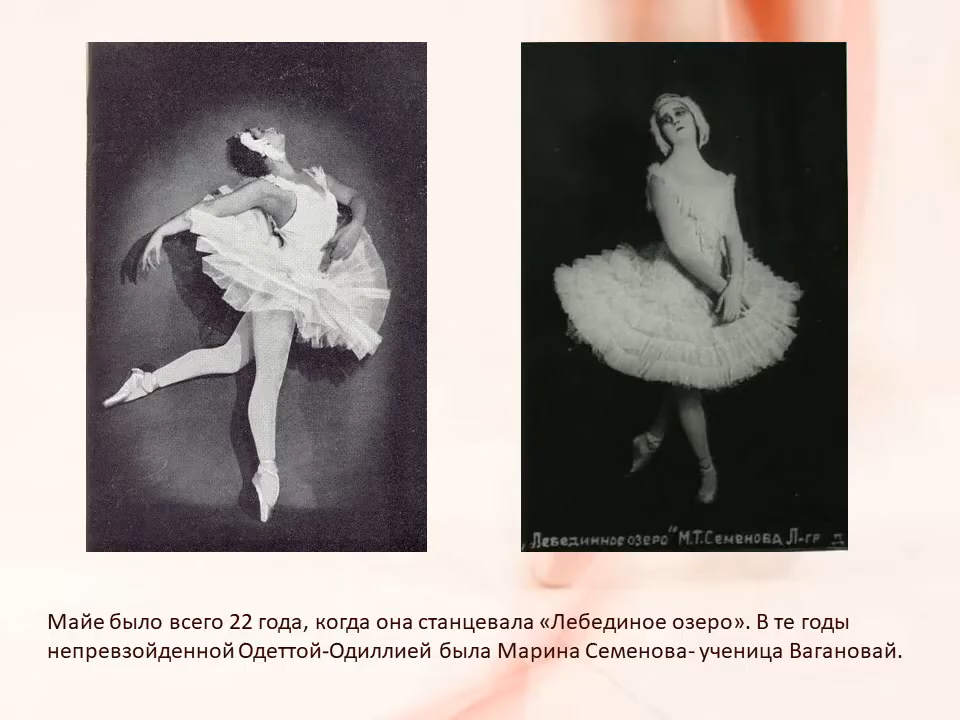 „Лебединное озеро" М.Т.Семенова Л-гр
Майе было всего 22 года, когда она станцевала «Лебединое озеро». В те годы
непревзойденной Одеттой-Одиллией была Марина Семенова- ученица Вагановай.